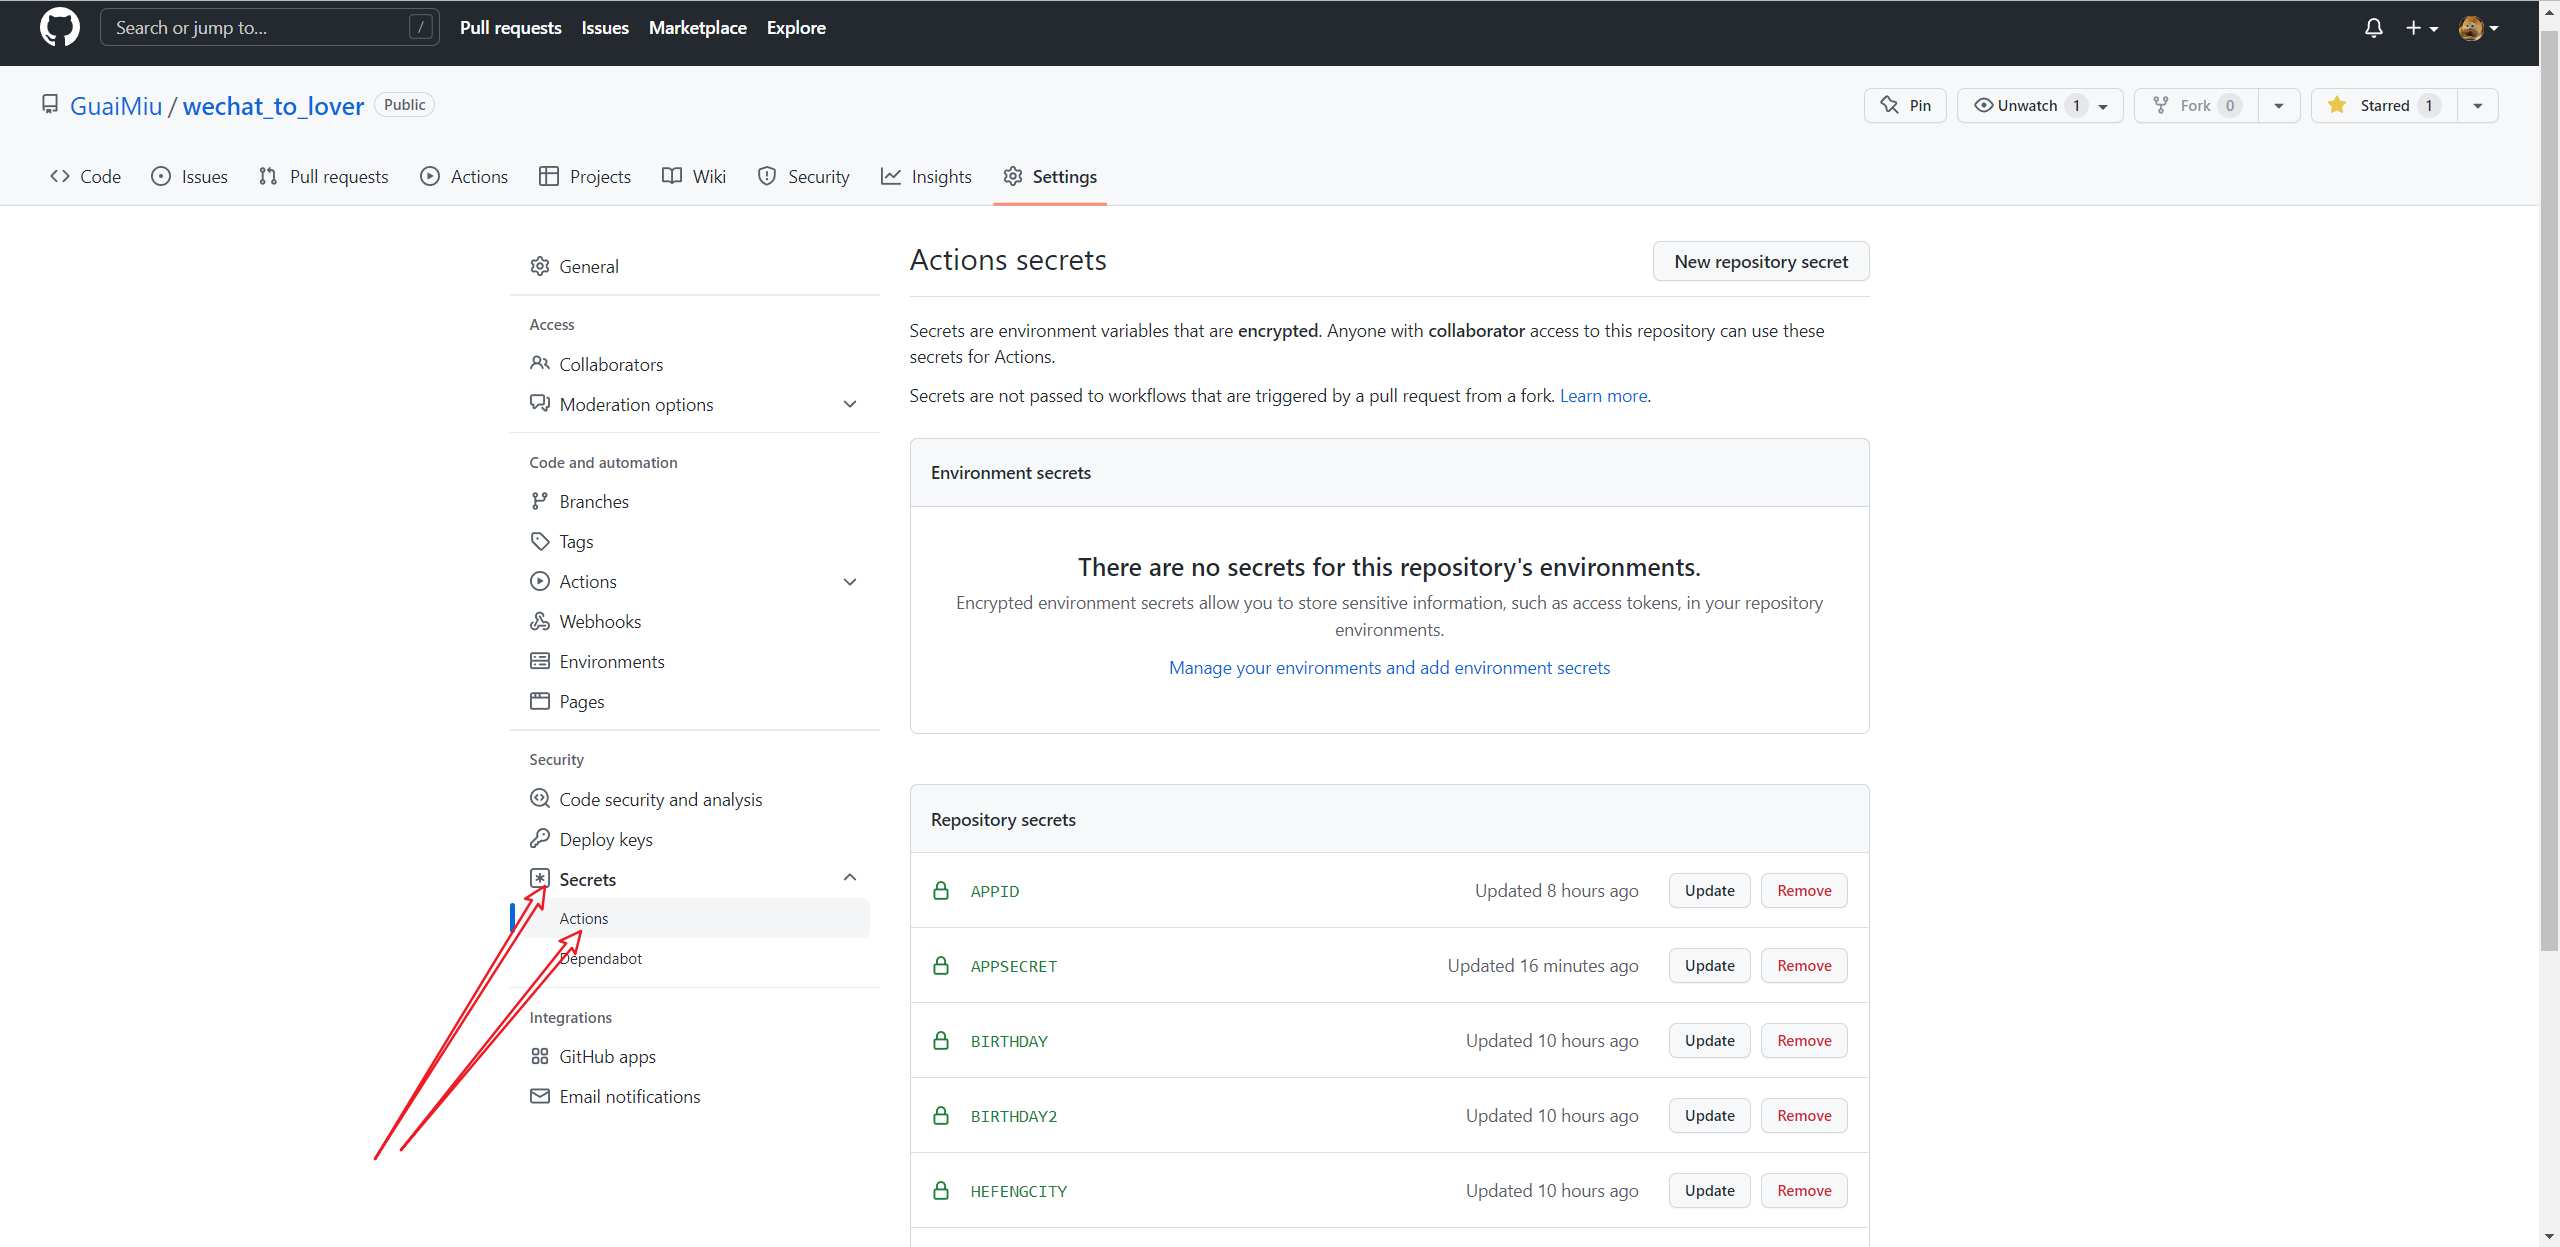 Search or jump to... /
Pull requests Issues Marketplace Explore
GuaiMiu / wechat_to_lover Public
Pin Unwatch 1 Fork 0 Starred 1
Code Issues Pull requests Actions Projects Wiki Security Insights Settings
General
Access
Collaborators
Moderation options
Code and automation
Branches
Tags
Actions
Webhooks
Environments
Pages
Security
Code security and analysis
Deploy keys
Secrets
Actions
Dependabot
Integrations
GitHub apps
Email notifications
Actions secrets
New repository secret
Secrets are environment variables that are encrypted. Anyone with collaborator access to this repository can use these
secrets for Actions.
Secrets are not passed to workflows that are triggered by a pull request from a fork. Learn more.
Environment secrets
There are no secrets for this repository's environments.
Encrypted environment secrets allow you to store sensitive information, such as access tokens, in your repository
environments.
Manage your environments and add environment secrets
Repository secrets
APPID Updated 8 hours ago Update Remove
APPSECRET Updated 16 minutes ago Update Remove
BIRTHDAY Updated 10 hours ago Update Remove
BIRTHDAY2 Updated 10 hours ago Update Remove
HEFENGCITY Updated 10 hours ago Update Remove